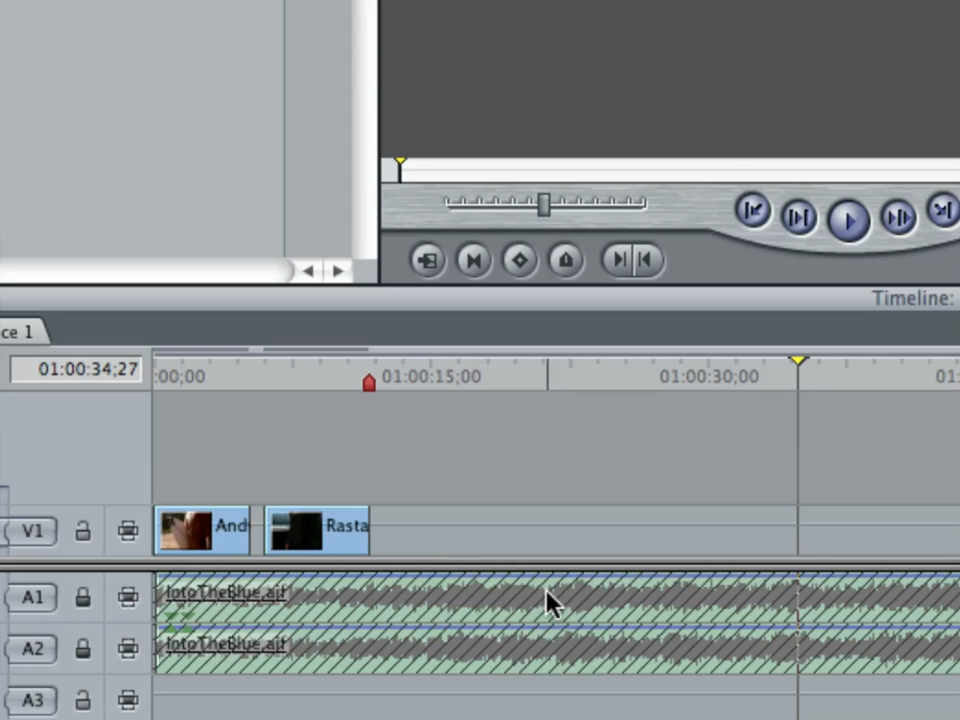 Timeline:
ce 1
01:00:34;27
:00;00
01:00:15;00
01:00:30;00
01:
V1
And
Rasta
A1
IntoTheBlue.aif
A2
IntoTheBlue.aif
A3